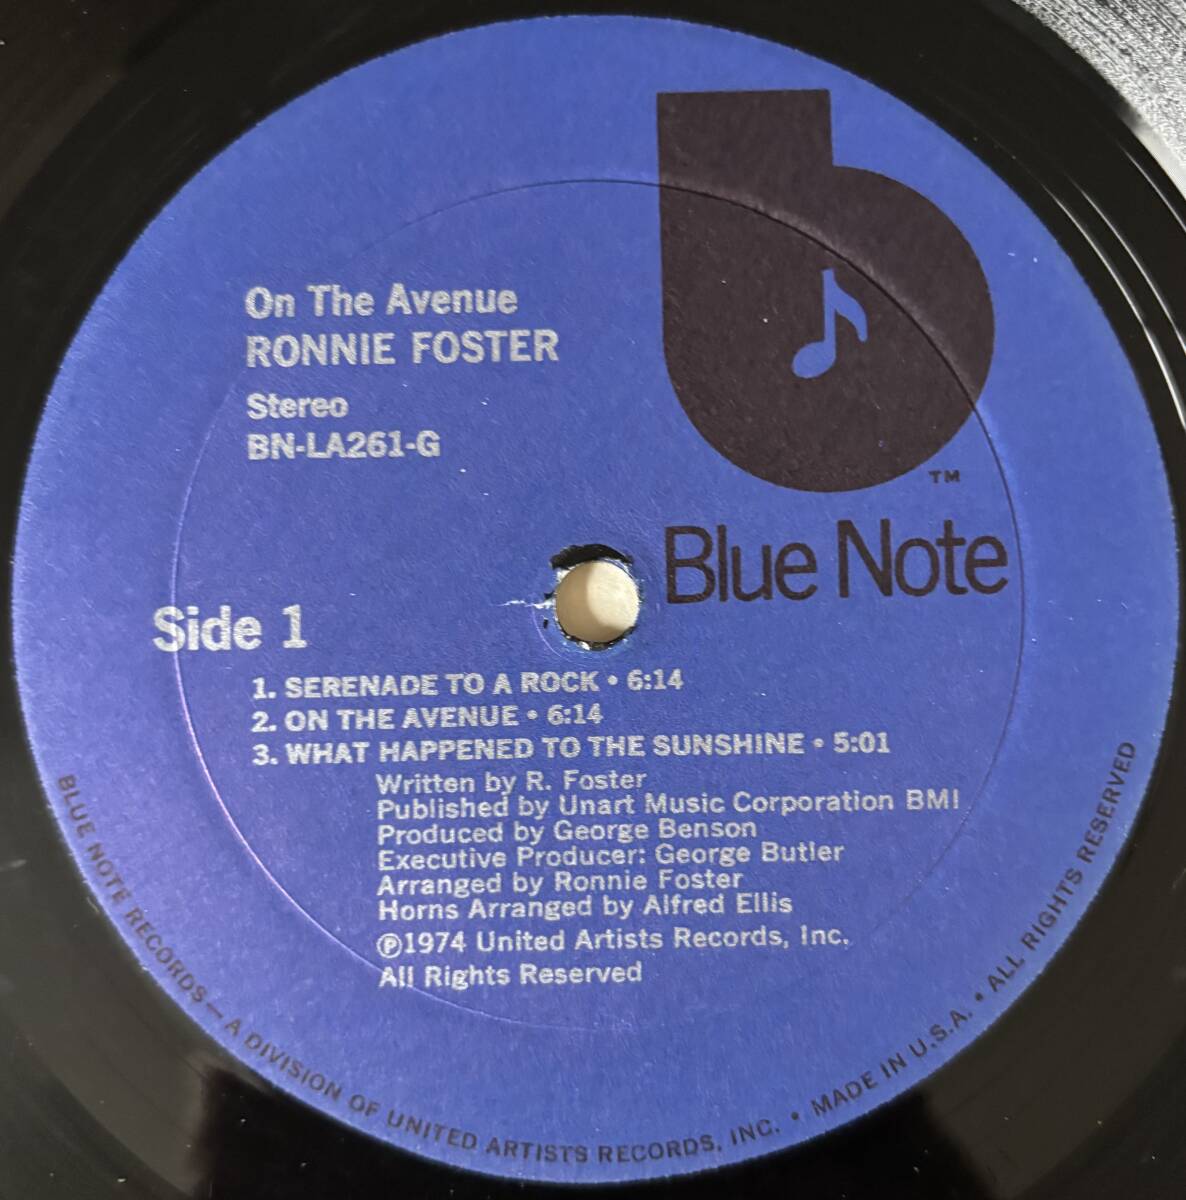 On The Avenue
RONNIE FOSTER
Stereo
BN-LA261-G
TM
Blue Note
Side 1
1. SERENADE TO A ROCK • 6:14
2. ON THE AVENUE • 6:14
3. WHAT HAPPENED TO THE SUNSHINE • 5:01
Written by R. Foster
Published by Unart Music Corporation BMI
Produced by George Benson
Executive Producer: George Butler
Arranged by Ronnie Foster
Horns Arranged by Alfred Ellis
℗1974 United Artists Records, Inc.
All Rights Reserved
BLUE NOTE RECORDS—A DIVISION OF UNITED ARTISTS RECORDS, INC. • MADE IN U.S.A. • ALL RIGHTS RESERVED